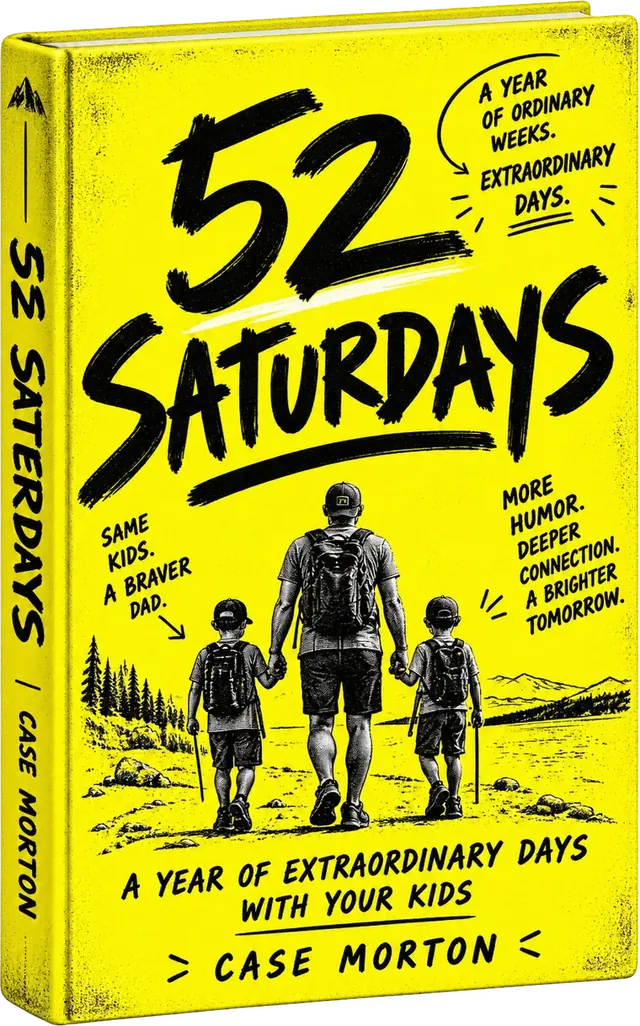 52 SATERDAYS | CASE MORTON
52
SATURDAYS
A YEAR
OF ORDINARY
WEEKS.
EXTRAORDINARY
DAYS.
SAME
KIDS.
A BRAVER
DAD.
MORE
HUMOR.
DEEPER
CONNECTION.
A BRIGHTER
TOMORROW.
A YEAR OF EXTRAORDINARY DAYS
WITH YOUR KIDS
CASE MORTON